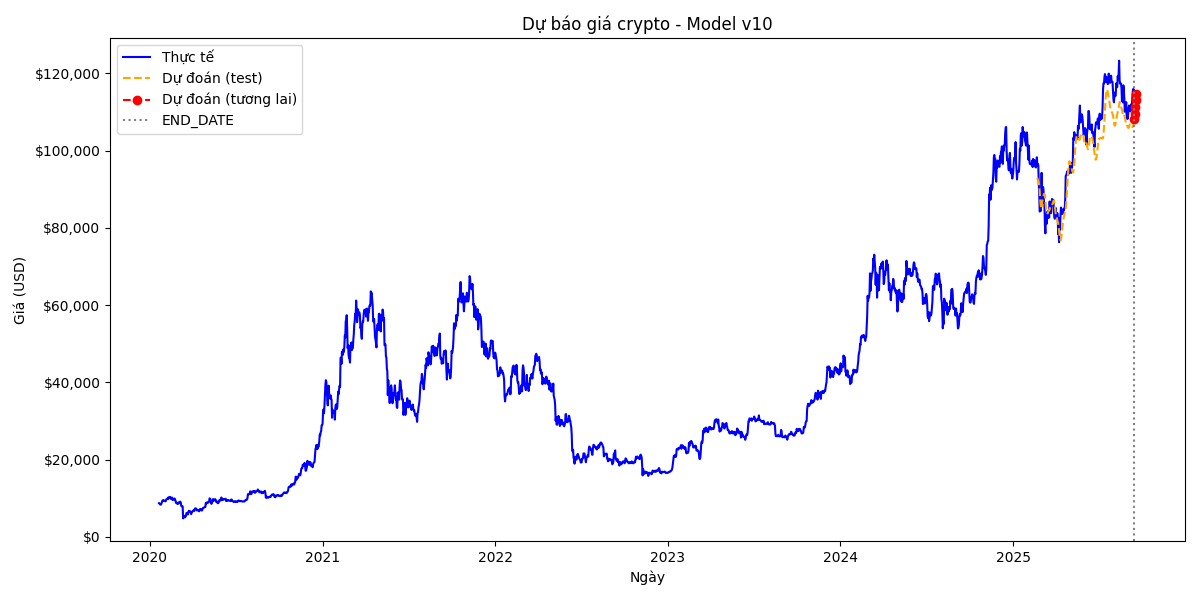 Dự báo giá crypto - Model v10
Thực tế
Dự đoán (test)
Dự đoán (tương lai)
END_DATE
Giá (USD)
$120,000
$100,000
$80,000
$60,000
$40,000
$20,000
$0
2020
2021
2022
2023
2024
2025
Ngày